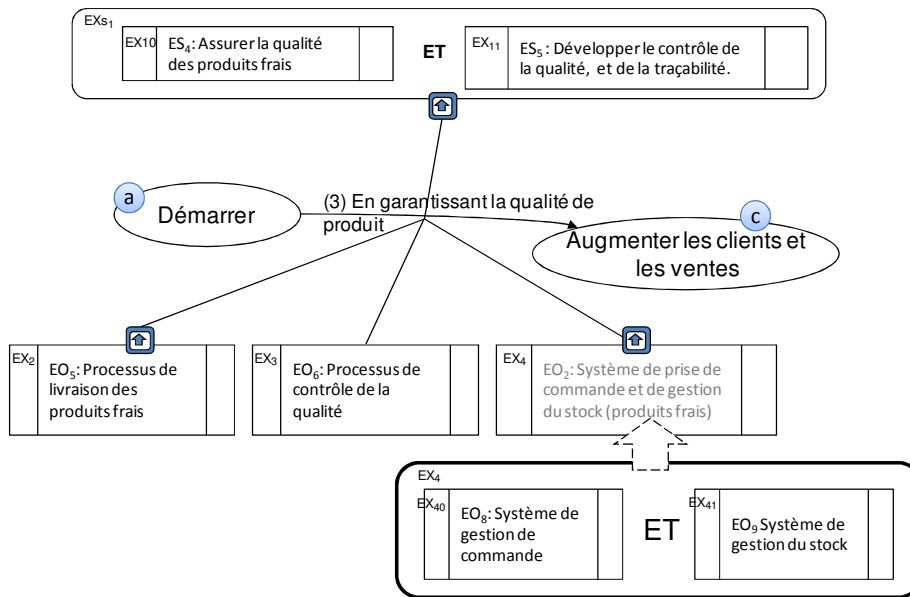 EXs₁
EX10
ES₄: Assurer la qualité
des produits frais
ET
EX₁₁
ES₅ : Développer le contrôle de
la qualité, et de la traçabilité.
a
Démarrer
(3) En garantissant la qualité de
produit
c
Augmenter les clients et
les ventes
EX₂
EO₅: Processus de
livraison des
produits frais
EX₃
EO₆: Processus de
contrôle de la
qualité
EX₄
EO₂: Système de prise de
commande et de gestion
du stock (produits frais)
EX₄
EX₄₀
EO₈: Système de
gestion de
commande
ET
EX₄₁
EO₉ Système de
gestion du stock